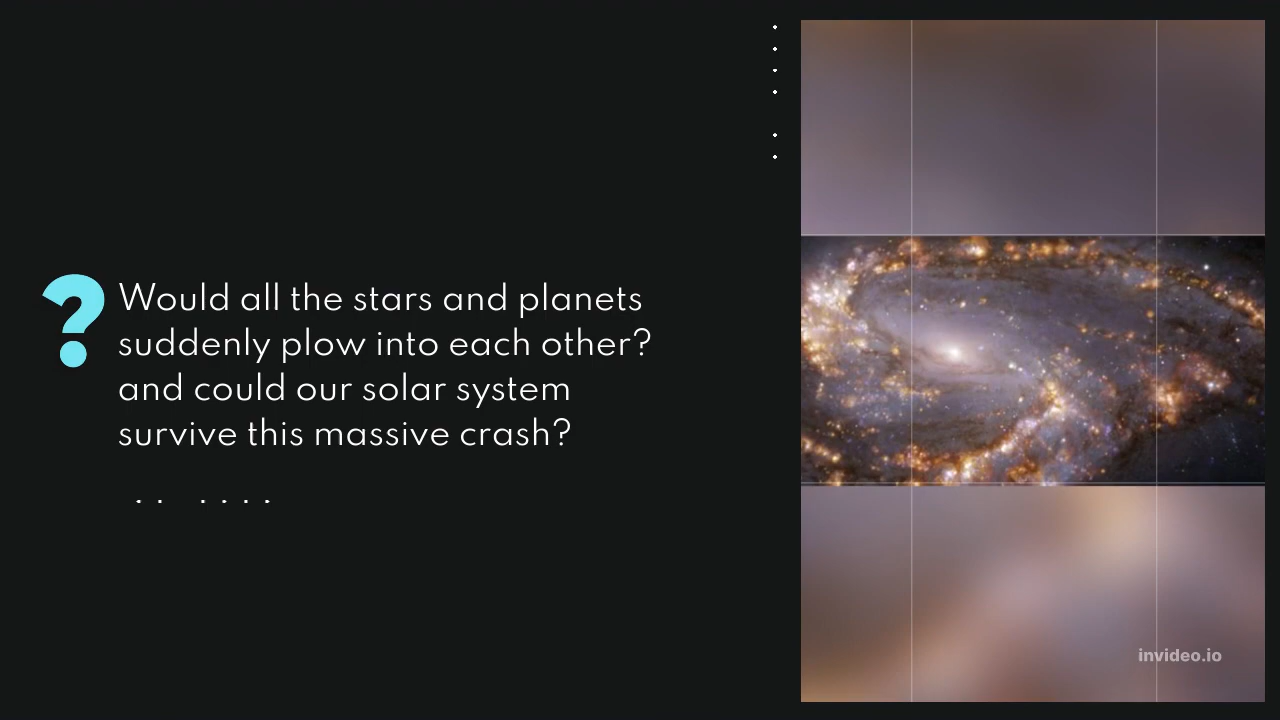 ?
Would all the stars and planets
suddenly plow into each other?
and could our solar system
survive this massive crash?
invideo.io